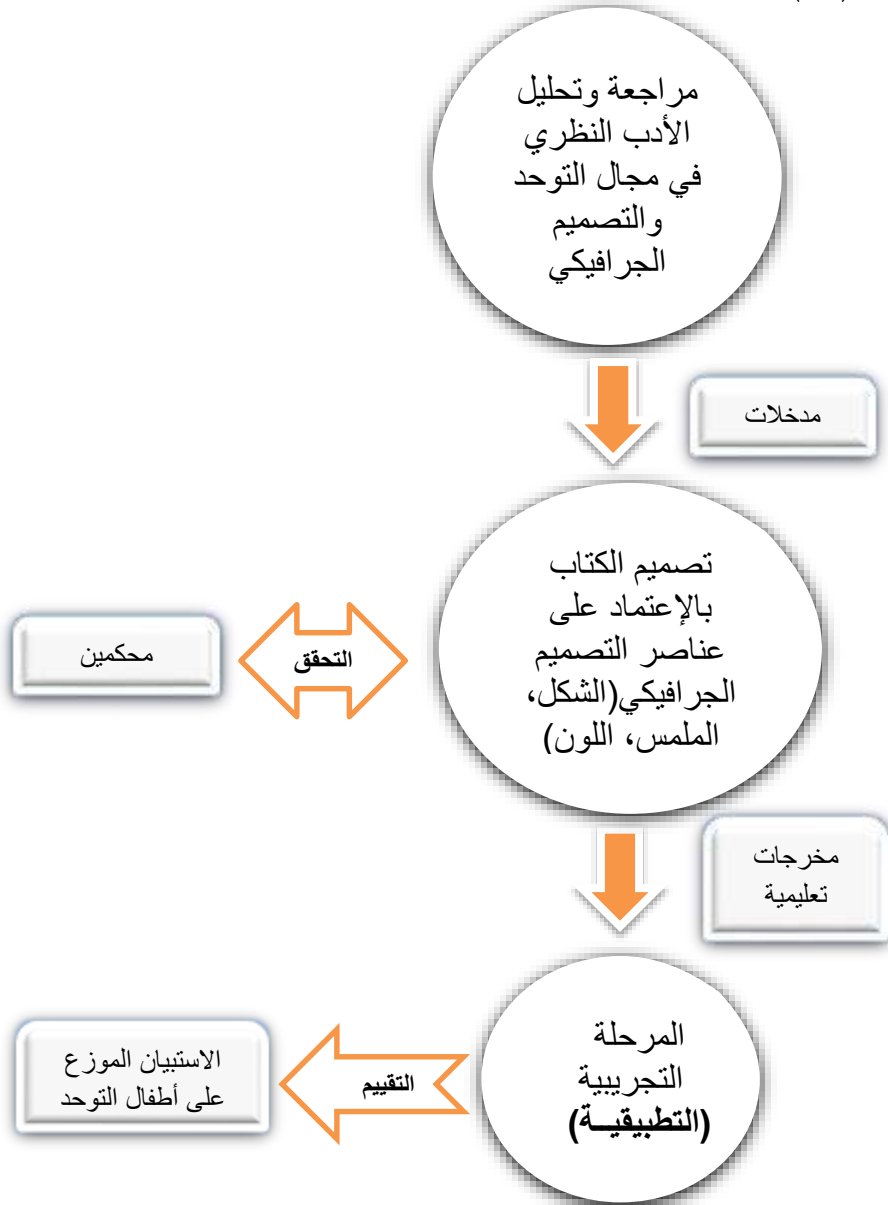 مراجعة وتحليل
الأدب النظري
في مجال التوحد
والتصميم
الجرافيكي
مدخلات
تصميم الكتاب
بالإعتماد على
عناصر التصميم
الجرافيكي(الشكل،
الملمس، اللون)
التحقق
محكمين
مخرجات
تعليمية
المرحلة
التجريبية
(التطبيقيــة)
التقييم
الاستبيان الموزع
على أطفال التوحد